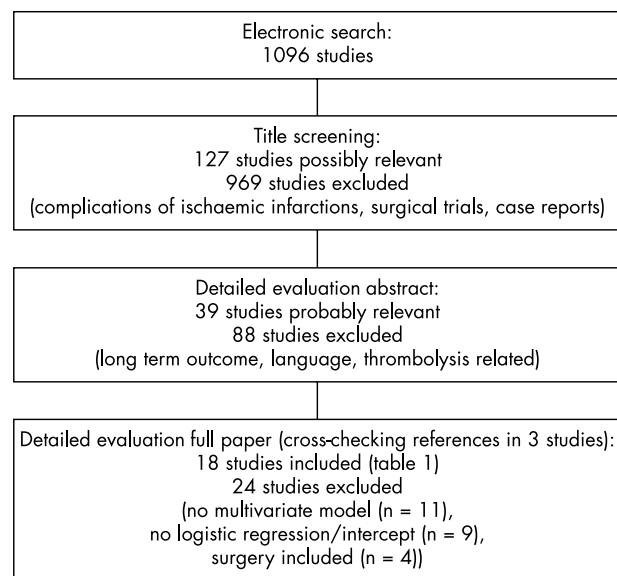 Electronic search:
1096 studies
Title screening:
127 studies possibly relevant
969 studies excluded
(complications of ischaemic infarctions, surgical trials, case reports)
Detailed evaluation abstract:
39 studies probably relevant
88 studies excluded
(long term outcome, language, thrombolysis related)
Detailed evaluation full paper (cross-checking references in 3 studies):
18 studies included (table 1)
24 studies excluded
(no multivariate model (n = 11),
no logistic regression/intercept (n = 9),
surgery included (n = 4))